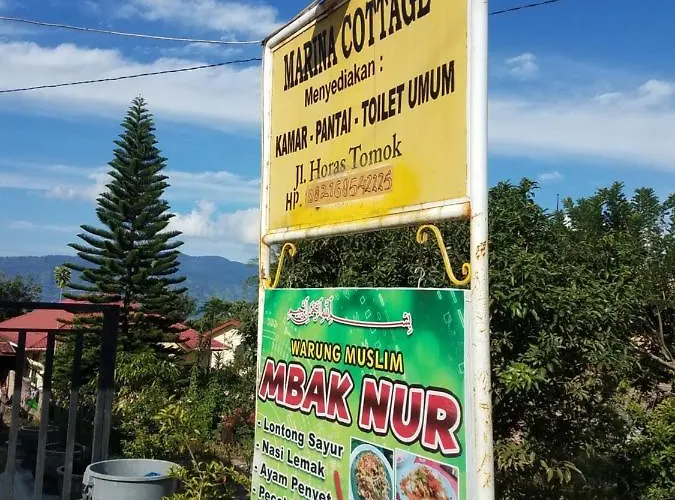 MARINA COTTAGE
Menyediakan :
KAMAR - PANTAI - TOILET UMUM
Jl. Horas Tomok
HP.
بسم الله الرحمن الرحيم
WARUNG MUSLIM
MBAK NUR
- Lontong Sayur
- Nasi Lemak
- Ayam Penyet